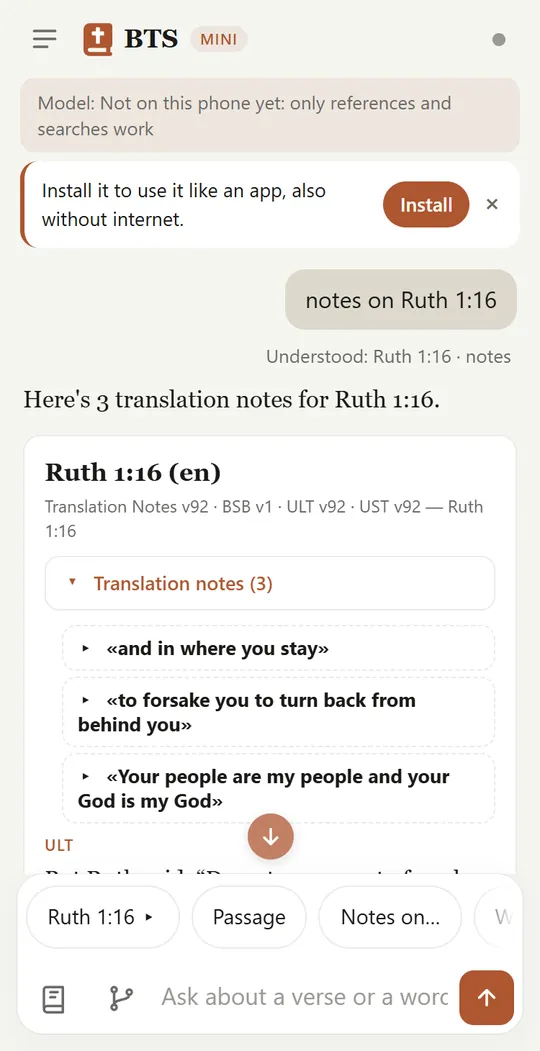 BTS MINI
Model: Not on this phone yet: only references and
searches work
Install it to use it like an app, also
without internet.
Install ×
notes on Ruth 1:16
Understood: Ruth 1:16 · notes
Here's 3 translation notes for Ruth 1:16.
Ruth 1:16 (en)
Translation Notes v92 · BSB v1 · ULT v92 · UST v92 — Ruth
1:16
▾ Translation notes (3)
▸ «and in where you stay»
▸ «to forsake you to turn back from
behind you»
▸ «Your people are my people and your
God is my God»
ULT
Ruth 1:16 ▸ Passage Notes on...
Ask about a verse or a word